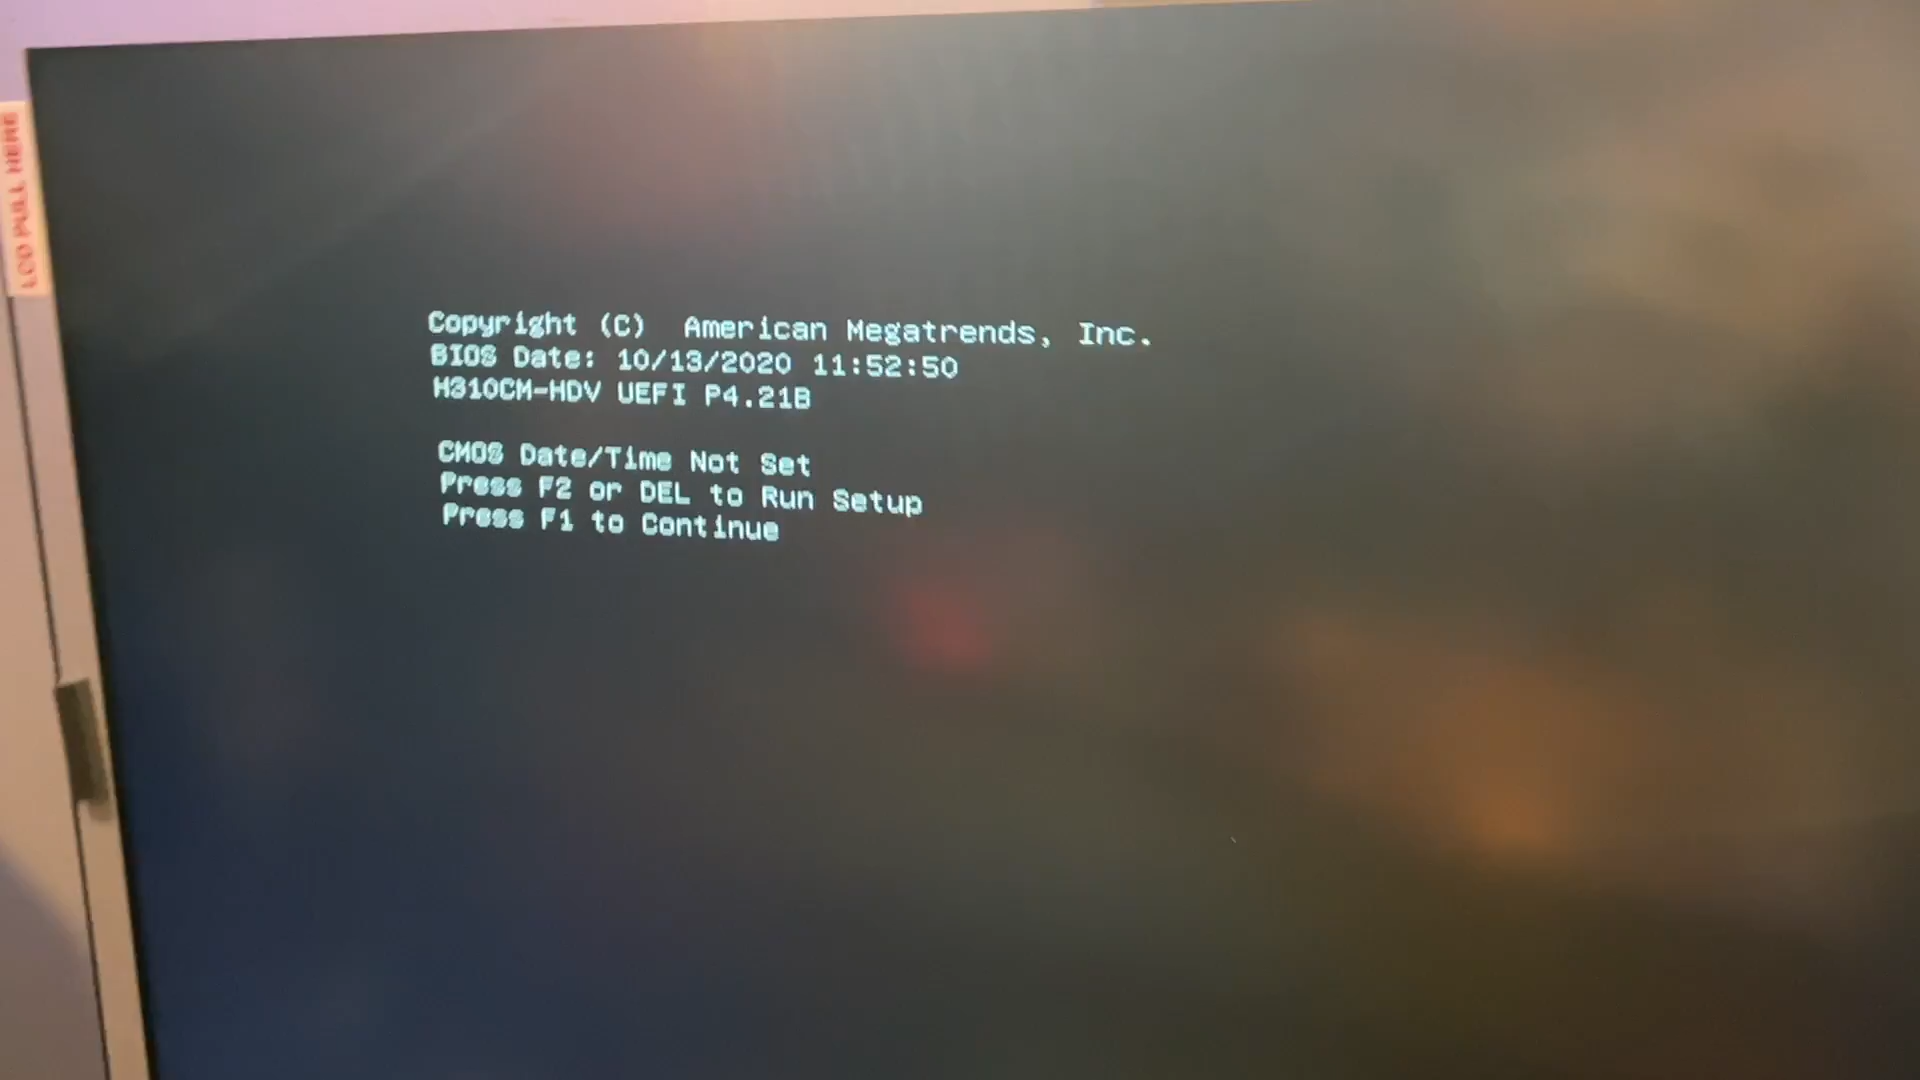 LCD PULL HERE
Copyright (C) American Megatrends, Inc.
BIOS Date: 10/13/2020 11:52:50
H310CM-HDV UEFI P4.21B
CMOS Date/Time Not Set
Press F2 or DEL to Run Setup
Press F1 to Continue